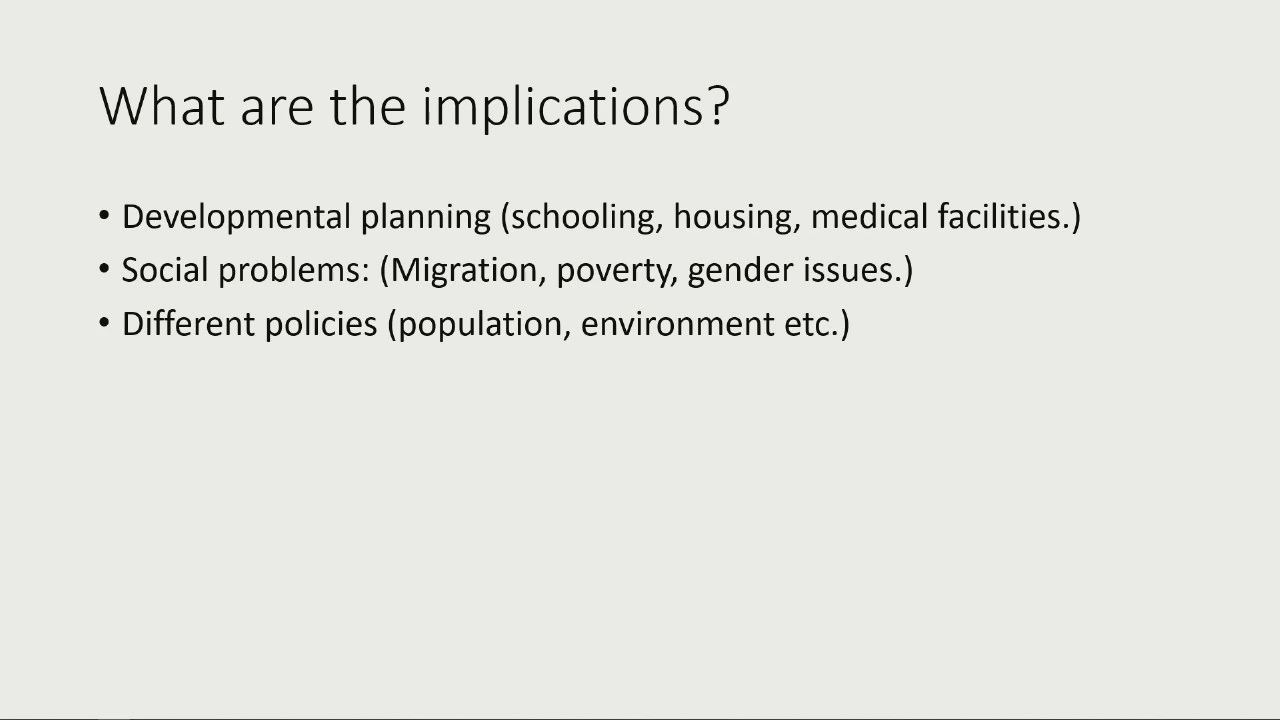 What are the implications?
• Developmental planning (schooling, housing, medical facilities.)
• Social problems: (Migration, poverty, gender issues.)
• Different policies (population, environment etc.)